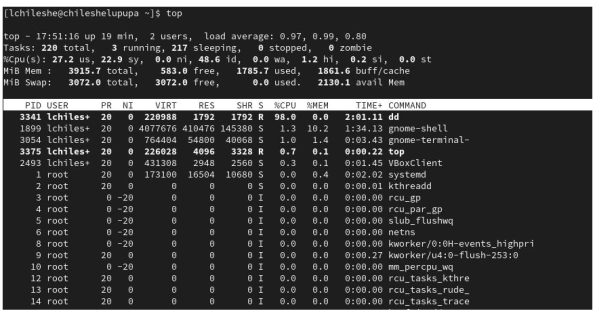 [lchileshe@chileshelupupa ~]$ top
top - 17:51:16 up 19 min,  2 users,  load average: 0.97, 0.99, 0.80
Tasks: 220 total,   3 running, 217 sleeping,   0 stopped,   0 zombie
%Cpu(s): 27.2 us, 22.9 sy,  0.0 ni, 48.6 id,  0.0 wa,  1.2 hi,  0.2 si,  0.0 st
MiB Mem :   3915.7 total,    583.0 free,   1785.7 used,   1861.6 buff/cache
MiB Swap:   3072.0 total,   3072.0 free,      0.0 used.   2130.1 avail Mem
PID USER      PR  NI    VIRT    RES    SHR S  %CPU  %MEM     TIME+ COMMAND
3341 lchiles+  20   0  220988   1792   1792 R  98.0   0.0   2:01.11 dd
1899 lchiles+  20   0 4077676 410476 145380 S   1.3  10.2   1:34.13 gnome-shell
3054 lchiles+  20   0  764404  54800  40068 S   1.0   1.4   0:03.43 gnome-terminal-
3375 lchiles+  20   0  226028   4096   3328 R   0.7   0.1   0:00.22 top
2493 lchiles+  20   0  431308   2948   2560 S   0.3   0.1   0:01.45 VBoxClient
1 root      20   0  173100  16504  10680 S   0.0   0.4   0:02.02 systemd
2 root      20   0       0      0      0 S   0.0   0.0   0:00.01 kthreadd
3 root       0 -20       0      0      0 I   0.0   0.0   0:00.00 rcu_gp
4 root       0 -20       0      0      0 I   0.0   0.0   0:00.00 rcu_par_gp
5 root       0 -20       0      0      0 I   0.0   0.0   0:00.00 slub_flushwq
6 root       0 -20       0      0      0 I   0.0   0.0   0:00.00 netns
8 root       0 -20       0      0      0 I   0.0   0.0   0:00.00 kworker/0:0H-events_highpri
9 root      20   0       0      0      0 I   0.0   0.0   0:00.27 kworker/u4:0-flush-253:0
10 root       0 -20       0      0      0 I   0.0   0.0   0:00.00 mm_percpu_wq
12 root      20   0       0      0      0 I   0.0   0.0   0:00.00 rcu_tasks_kthre
13 root      20   0       0      0      0 I   0.0   0.0   0:00.00 rcu_tasks_rude_
14 root      20   0       0      0      0 I   0.0   0.0   0:00.00 rcu_tasks_trace